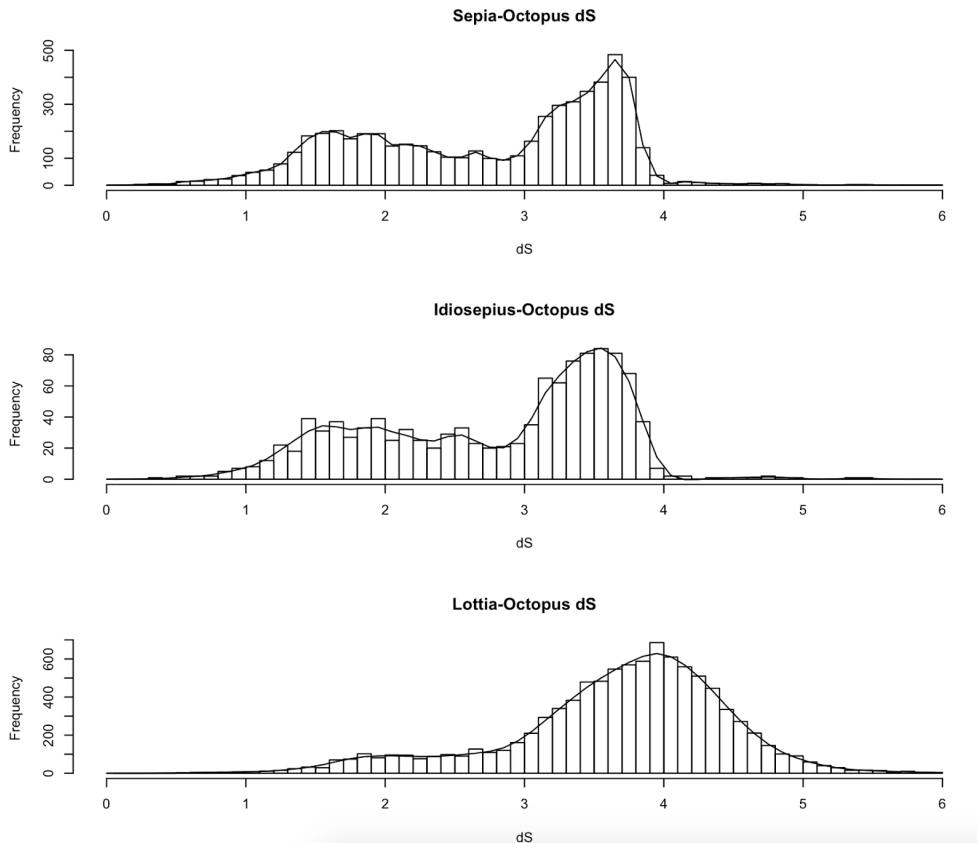 Sepia-Octopus dS
Frequency
0 100 300 500
0 1 2 3 4 5 6
dS
Idiosepius-Octopus dS
Frequency
0 20 40 60 80
0 1 2 3 4 5 6
dS
Lottia-Octopus dS
Frequency
0 200 400 600
0 1 2 3 4 5 6
dS